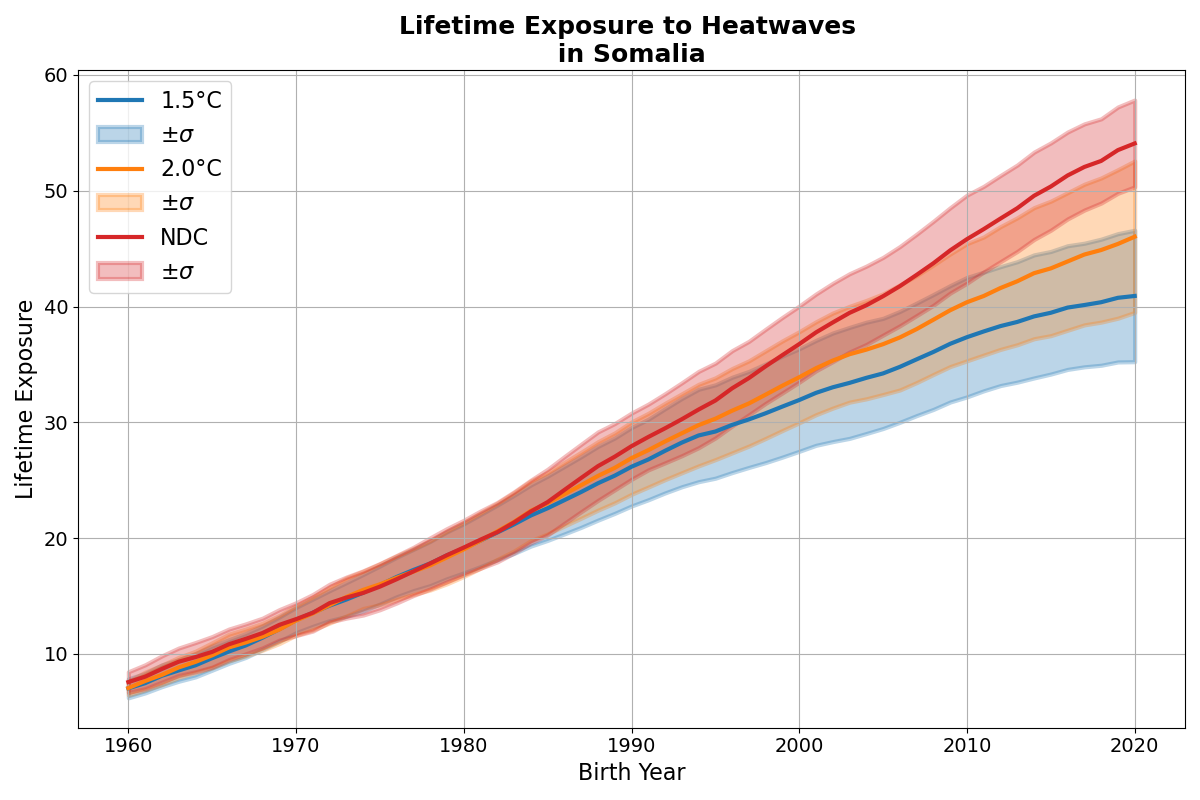 Lifetime Exposure to Heatwaves
in Somalia
1.5°C
±σ
2.0°C
±σ
NDC
±σ
Lifetime Exposure
60
50
40
30
20
10
1960 1970 1980 1990 2000 2010 2020
Birth Year